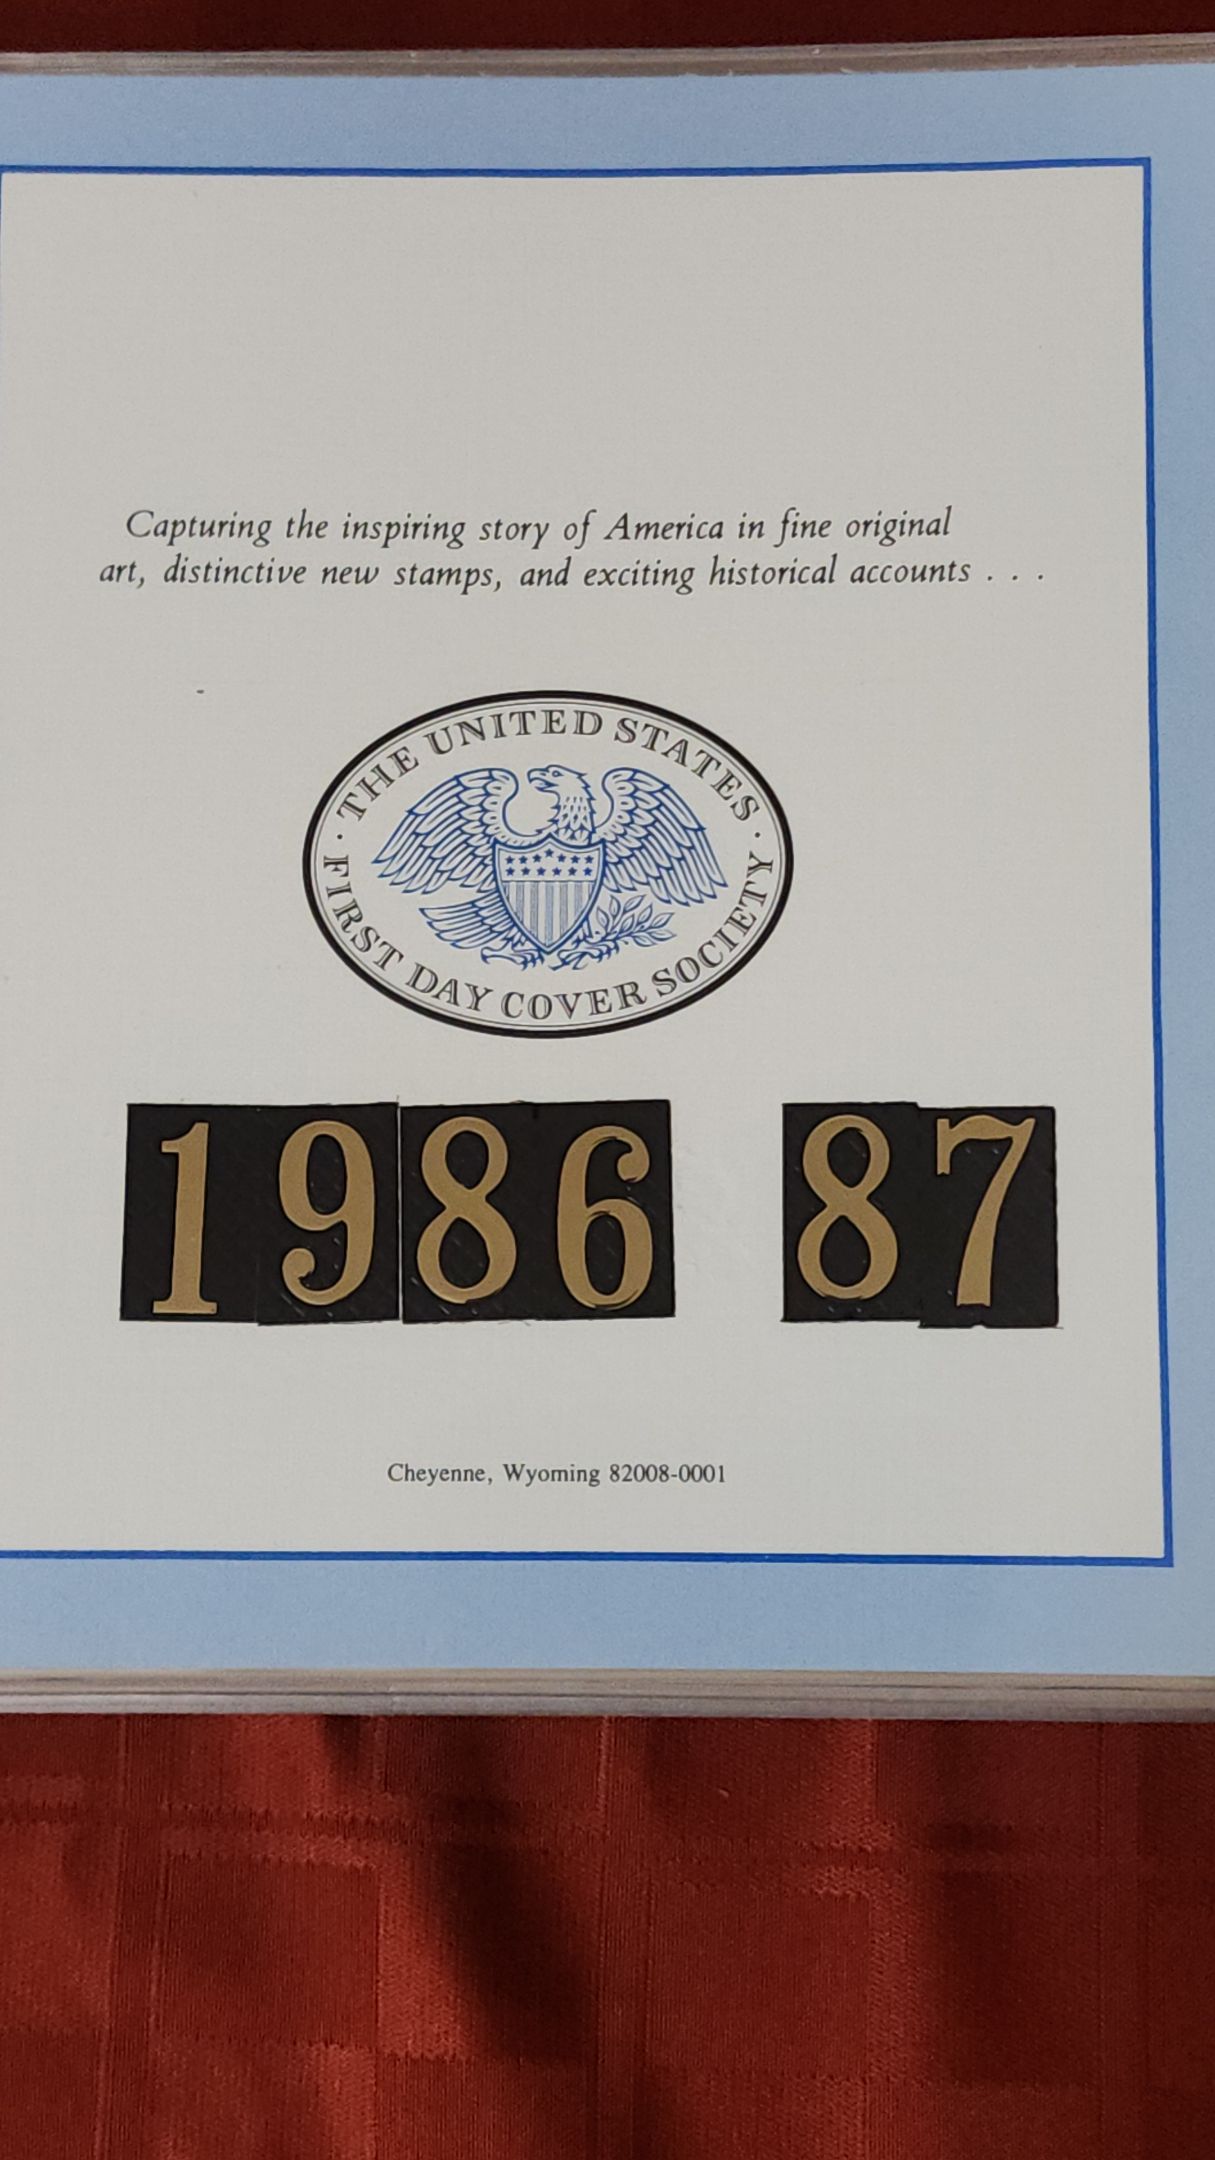 Capturing the inspiring story of America in fine original
art, distinctive new stamps, and exciting historical accounts . . .
· THE UNITED STATES ·
FIRST DAY COVER SOCIETY
1986 87
Cheyenne, Wyoming 82008-0001